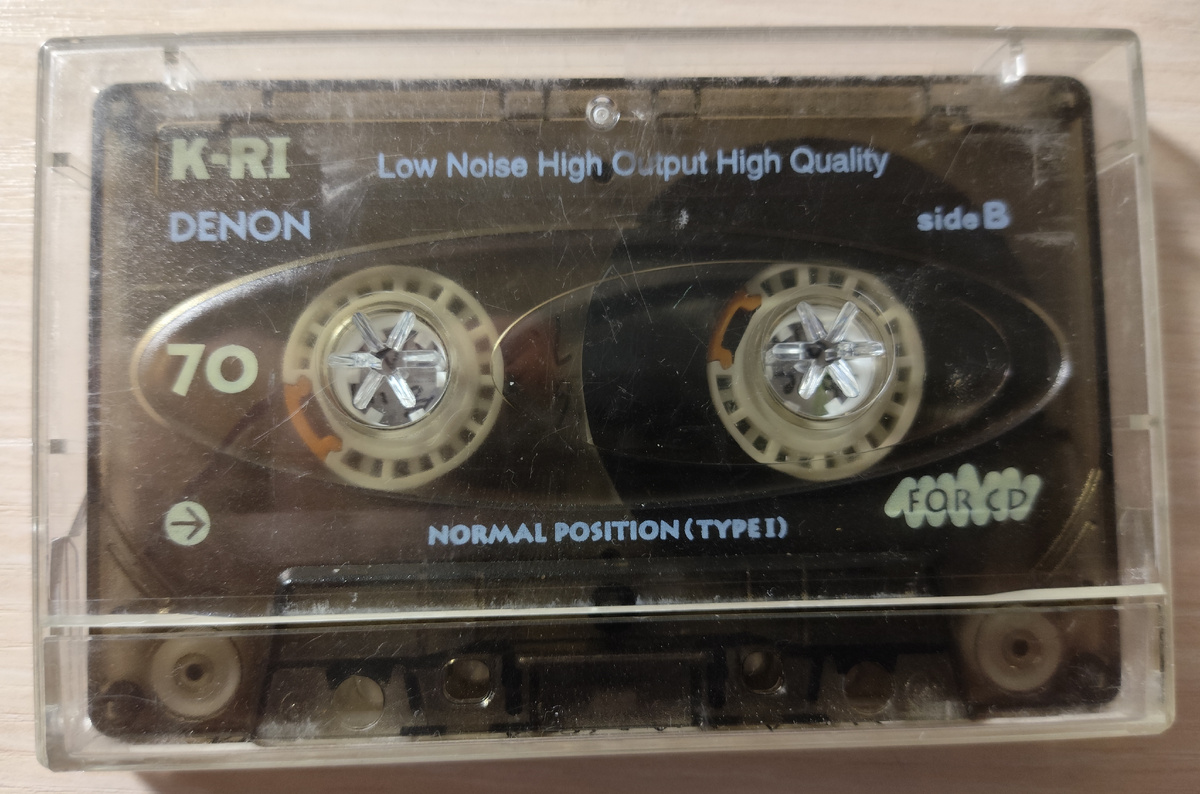 K-RI
Low Noise High Output High Quality
DENON
side B
70
FOR CD
NORMAL POSITION (TYPE I)